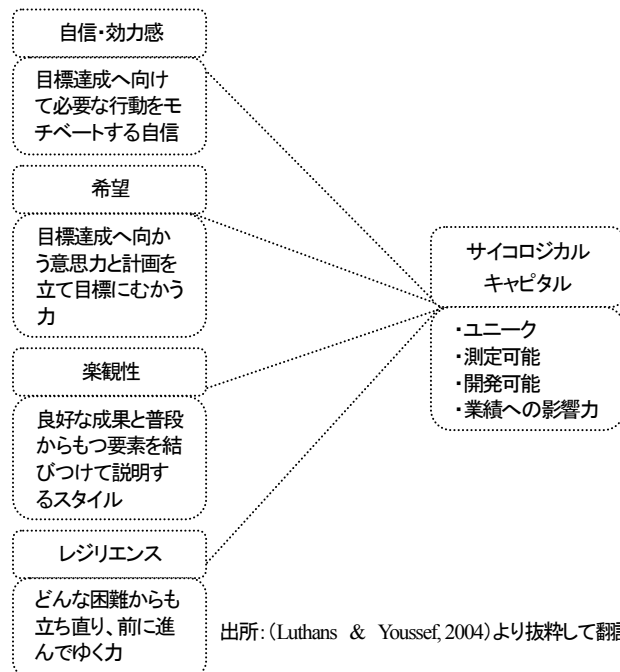 自信・効力感
目標達成へ向け
て必要な行動をモ
チベートする自信
希望
目標達成へ向か
う意思力と計画を
立て目標にむかう
力
楽観性
良好な成果と普段
からもつ要素を結
びつけて説明す
るスタイル
レジリエンス
どんな困難からも
立ち直り、前に進
んでゆく力
サイコロジカル
キャピタル
・ユニーク
・測定可能
・開発可能
・業績への影響力
出所:(Luthans & Youssef, 2004)より抜粋して翻訳